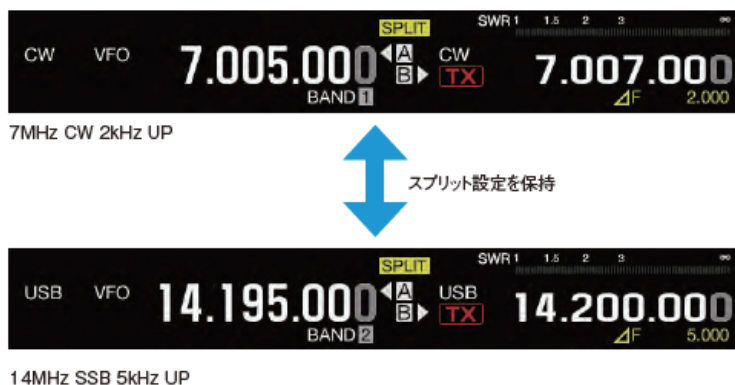 SPLIT SWR 1 1.5 2 3 ∞
CW VFO 7.005.000 A CW 7.007.000
BAND 1 B TX ⊿F 2.000
7MHz CW 2kHz UP
スプリット設定を保持
SPLIT SWR 1 1.5 2 3 ∞
USB VFO 14.195.000 A USB 14.200.000
BAND 2 B TX ⊿F 5.000
14MHz SSB 5kHz UP